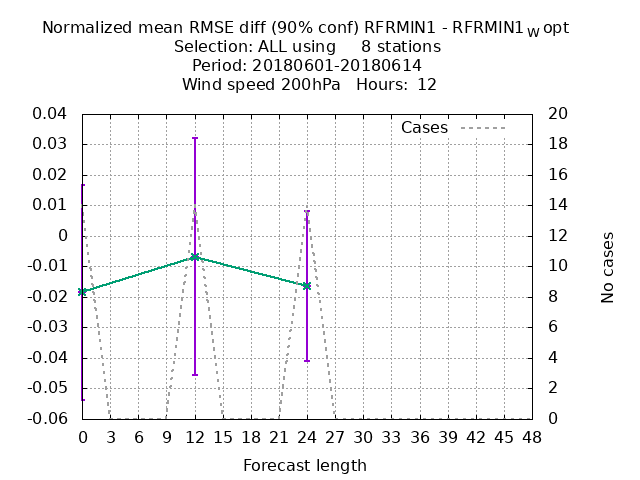 Normalized mean RMSE diff (90% conf) RFRMIN1 - RFRMIN1 W opt
Selection: ALL using     8 stations
Period: 20180601-20180614
Wind speed 200hPa   Hours:  12
Cases
0.04
0.03
0.02
0.01
0
-0.01
-0.02
-0.03
-0.04
-0.05
-0.06
20
18
16
14
12
10
8
6
4
2
0
No cases
0 3 6 9 12 15 18 21 24 27 30 33 36 39 42 45 48
Forecast length